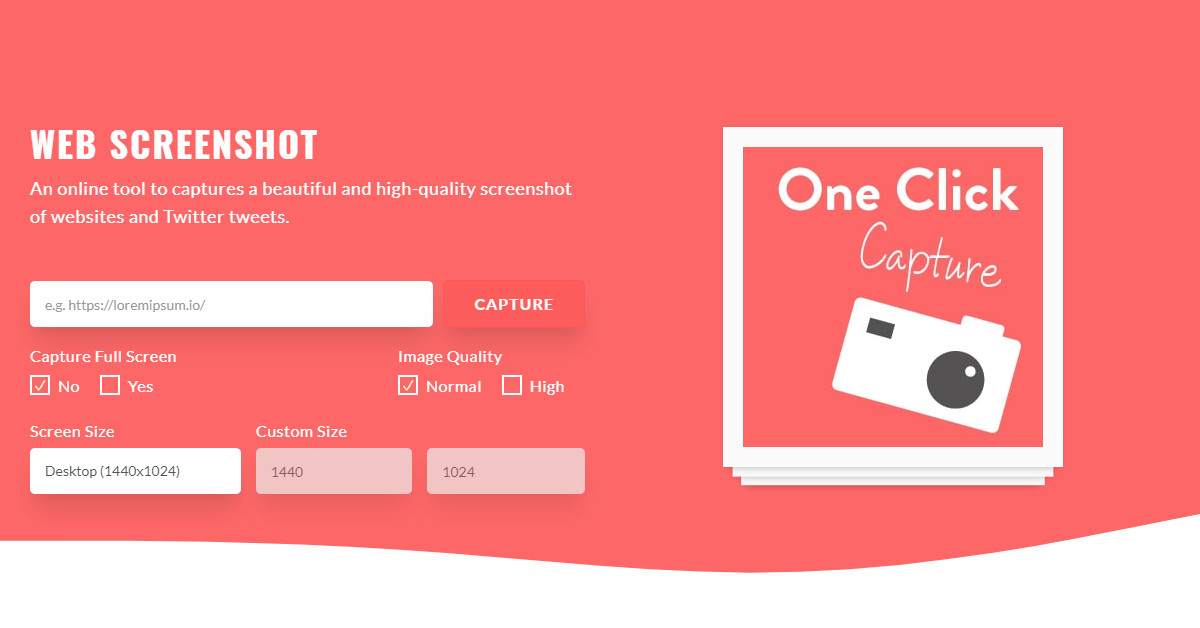 WEB SCREENSHOT
An online tool to captures a beautiful and high-quality screenshot
of websites and Twitter tweets.
e.g. https://loremipsum.io/
CAPTURE
Capture Full Screen
No
Yes
Image Quality
Normal
High
Screen Size
Desktop (1440x1024)
Custom Size
1440
1024
One Click
Capture